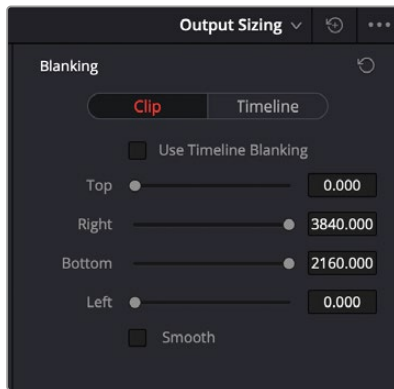 Output Sizing
Blanking
Clip Timeline
Use Timeline Blanking
Top 0.000
Right 3840.000
Bottom 2160.000
Left 0.000
Smooth